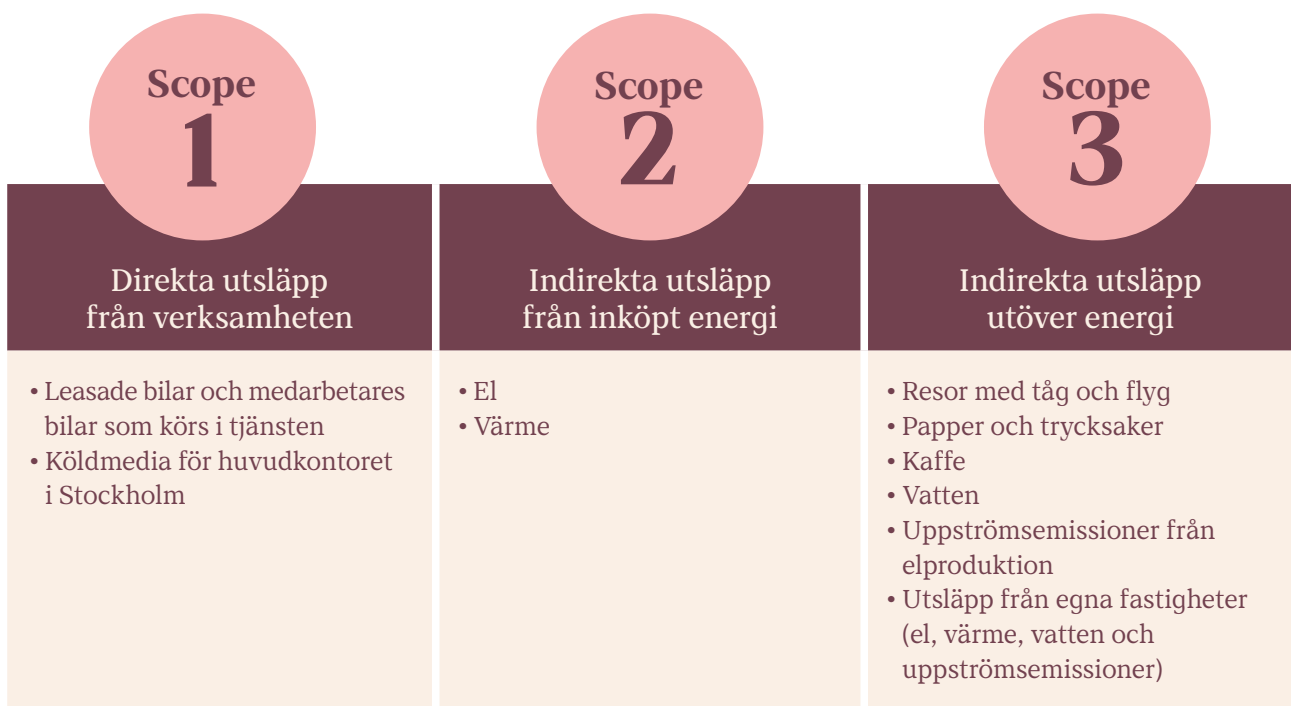 Scope
1
Direkta utsläpp
från verksamheten
• Leasade bilar och medarbetares
bilar som körs i tjänsten
• Köldmedia för huvudkontoret
i Stockholm
Scope
2
Indirekta utsläpp
från inköpt energi
• El
• Värme
Scope
3
Indirekta utsläpp
utöver energi
• Resor med tåg och flyg
• Papper och trycksaker
• Kaffe
• Vatten
• Uppströmsemissioner från
elproduktion
• Utsläpp från egna fastigheter
(el, värme, vatten och
uppströmsemissioner)